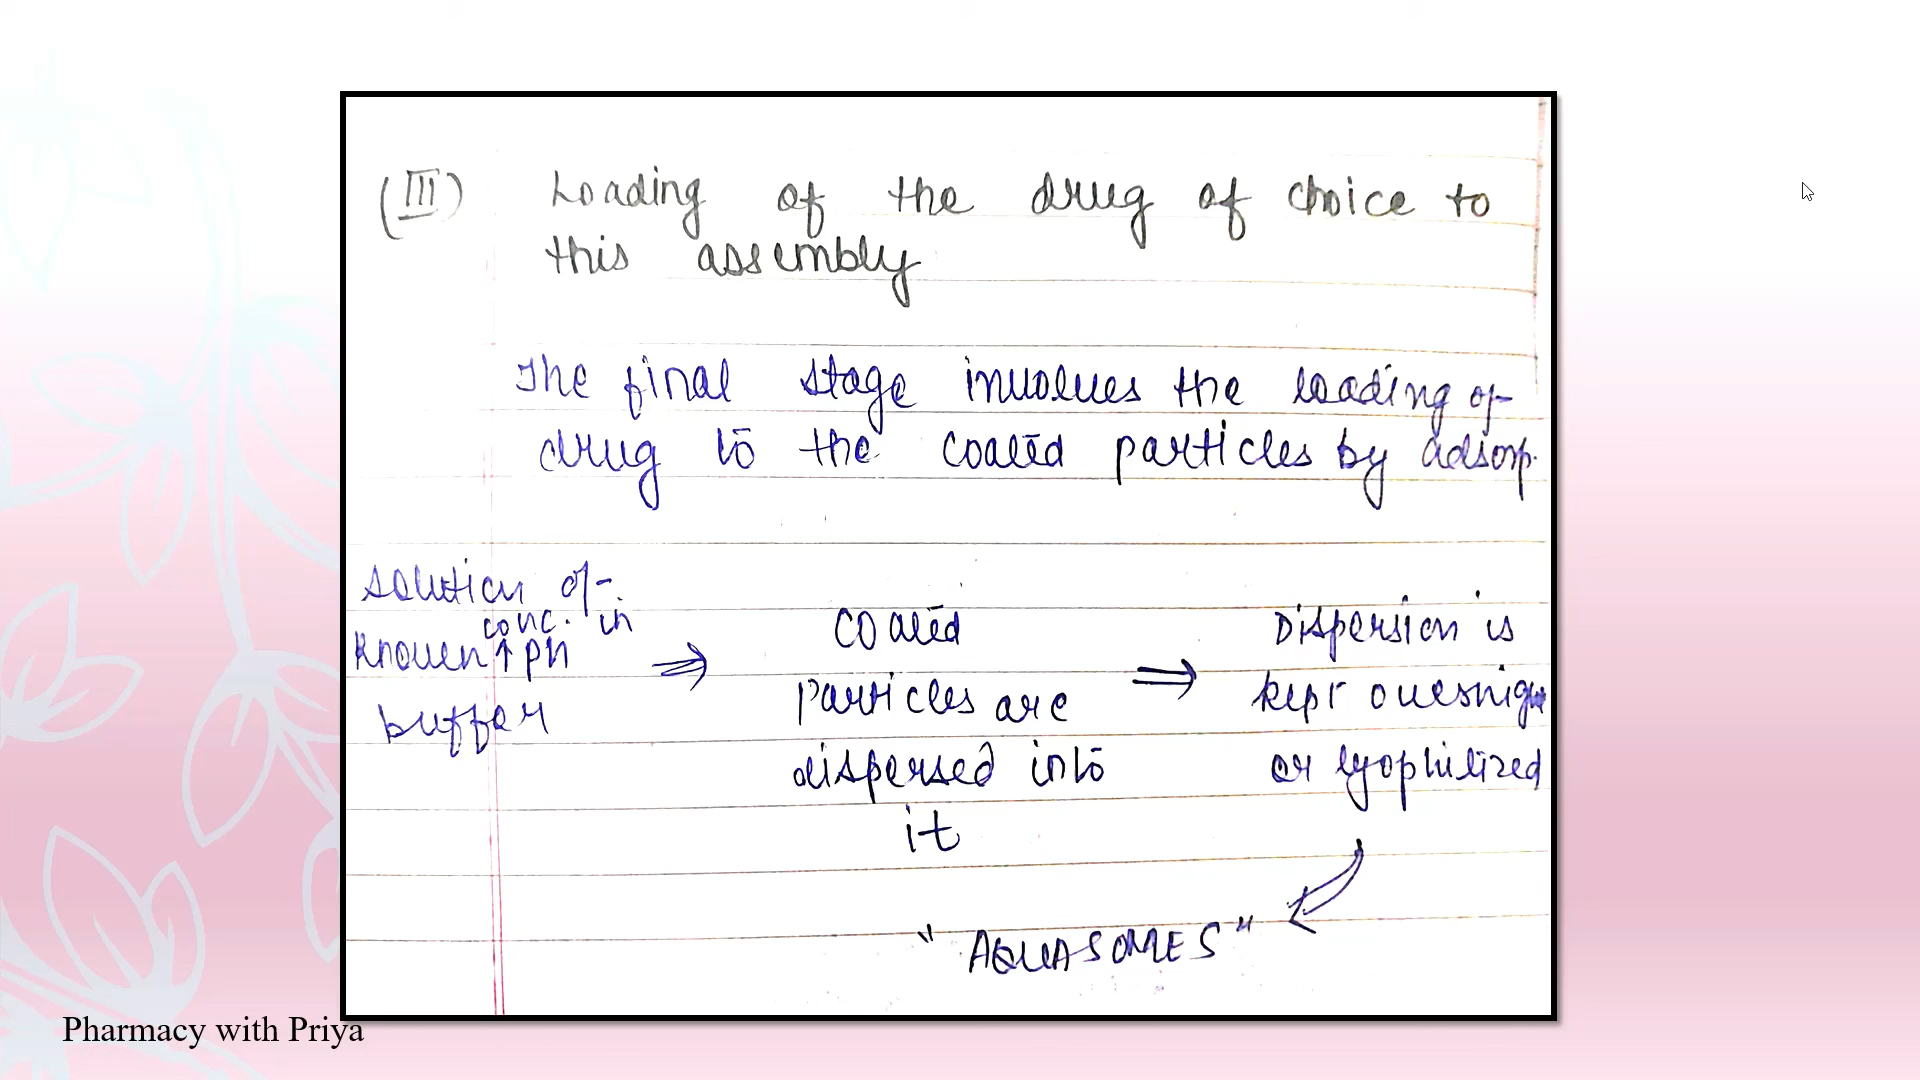 (III) Loading of the drug of choice to
this assembly
The final stage involves the loading of
drug to the coated particles by adsorp.
solution of
conc. in
known ↑ pH
buffer
⇒
coated
particles are
dispersed into
it
⇒
Dispersion is
kept overnight
or lyophilized
"AQUASOMES"
Pharmacy with Priya